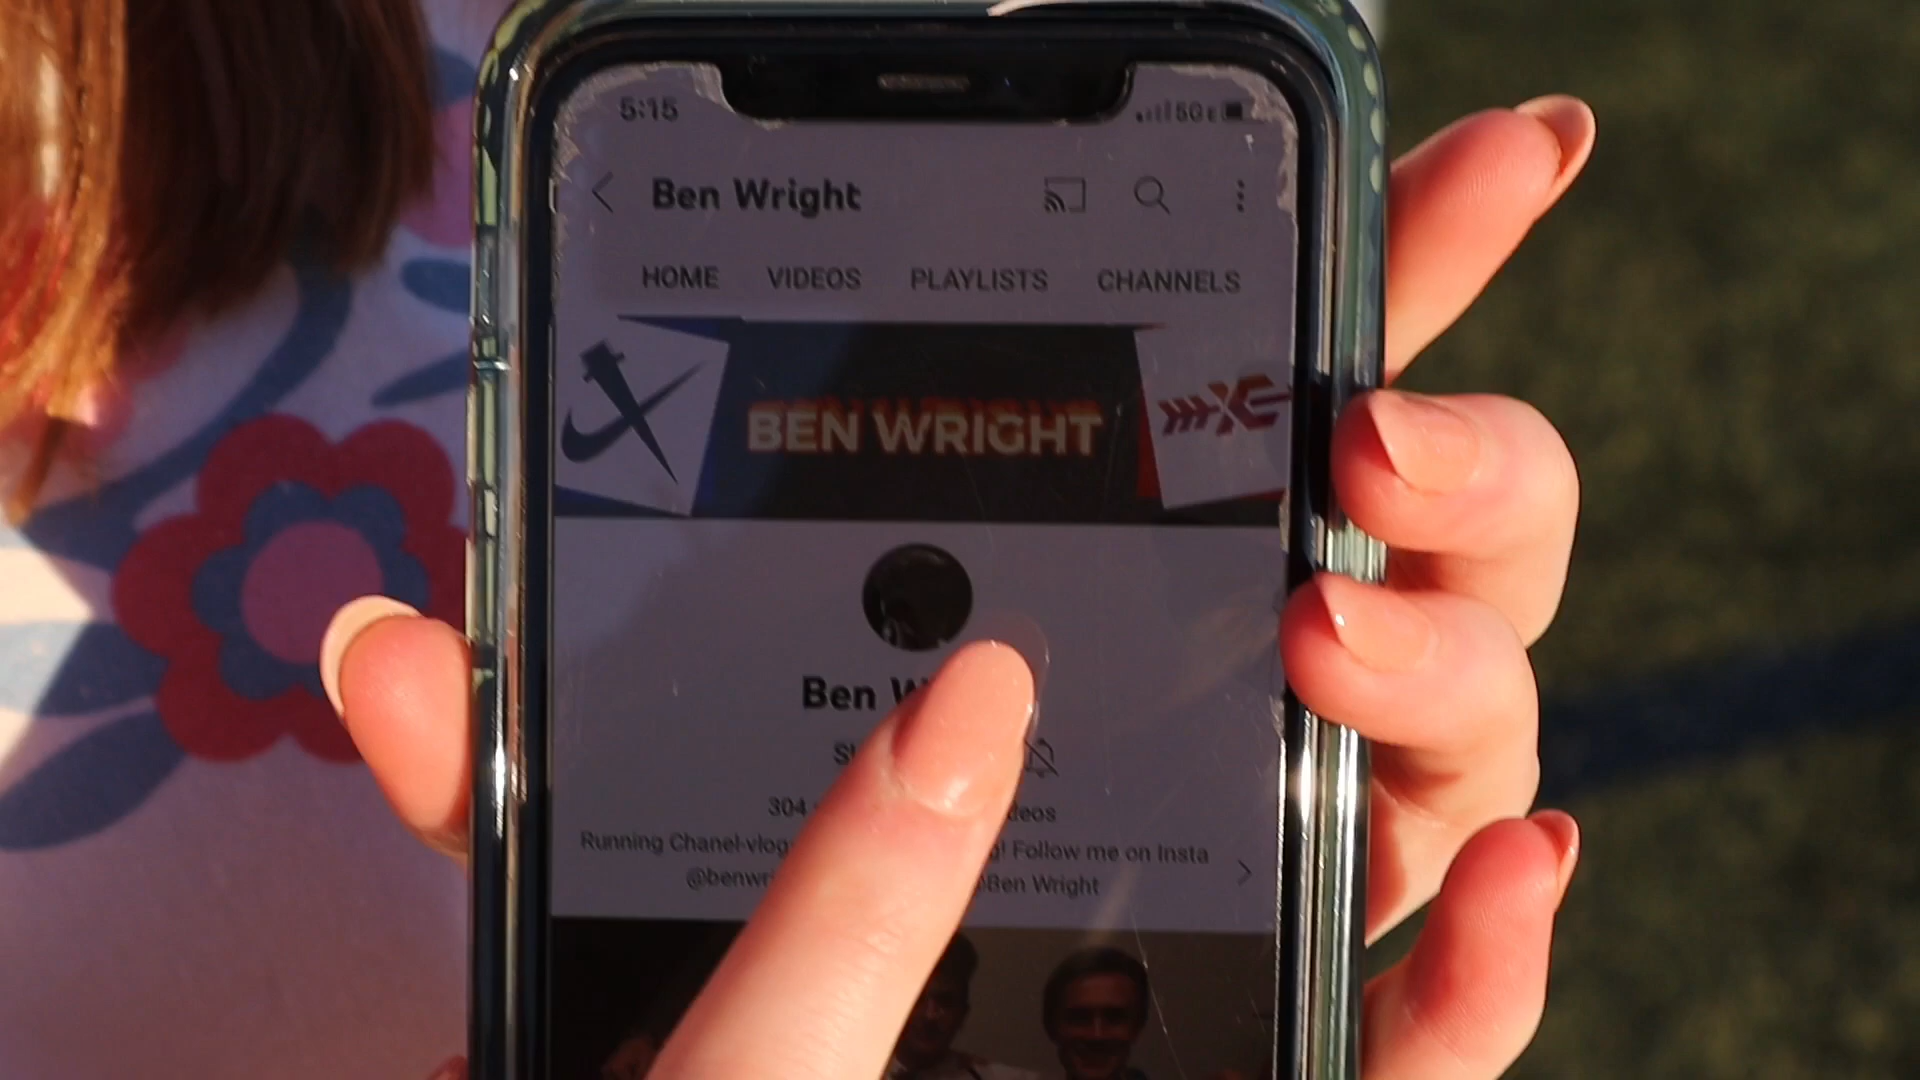 5:15 5G E
Ben Wright
HOME VIDEOS PLAYLISTS CHANNELS
BEN WRIGHT
Ben
304
Running Chanel-vlog Follow me on Insta
Ben Wright